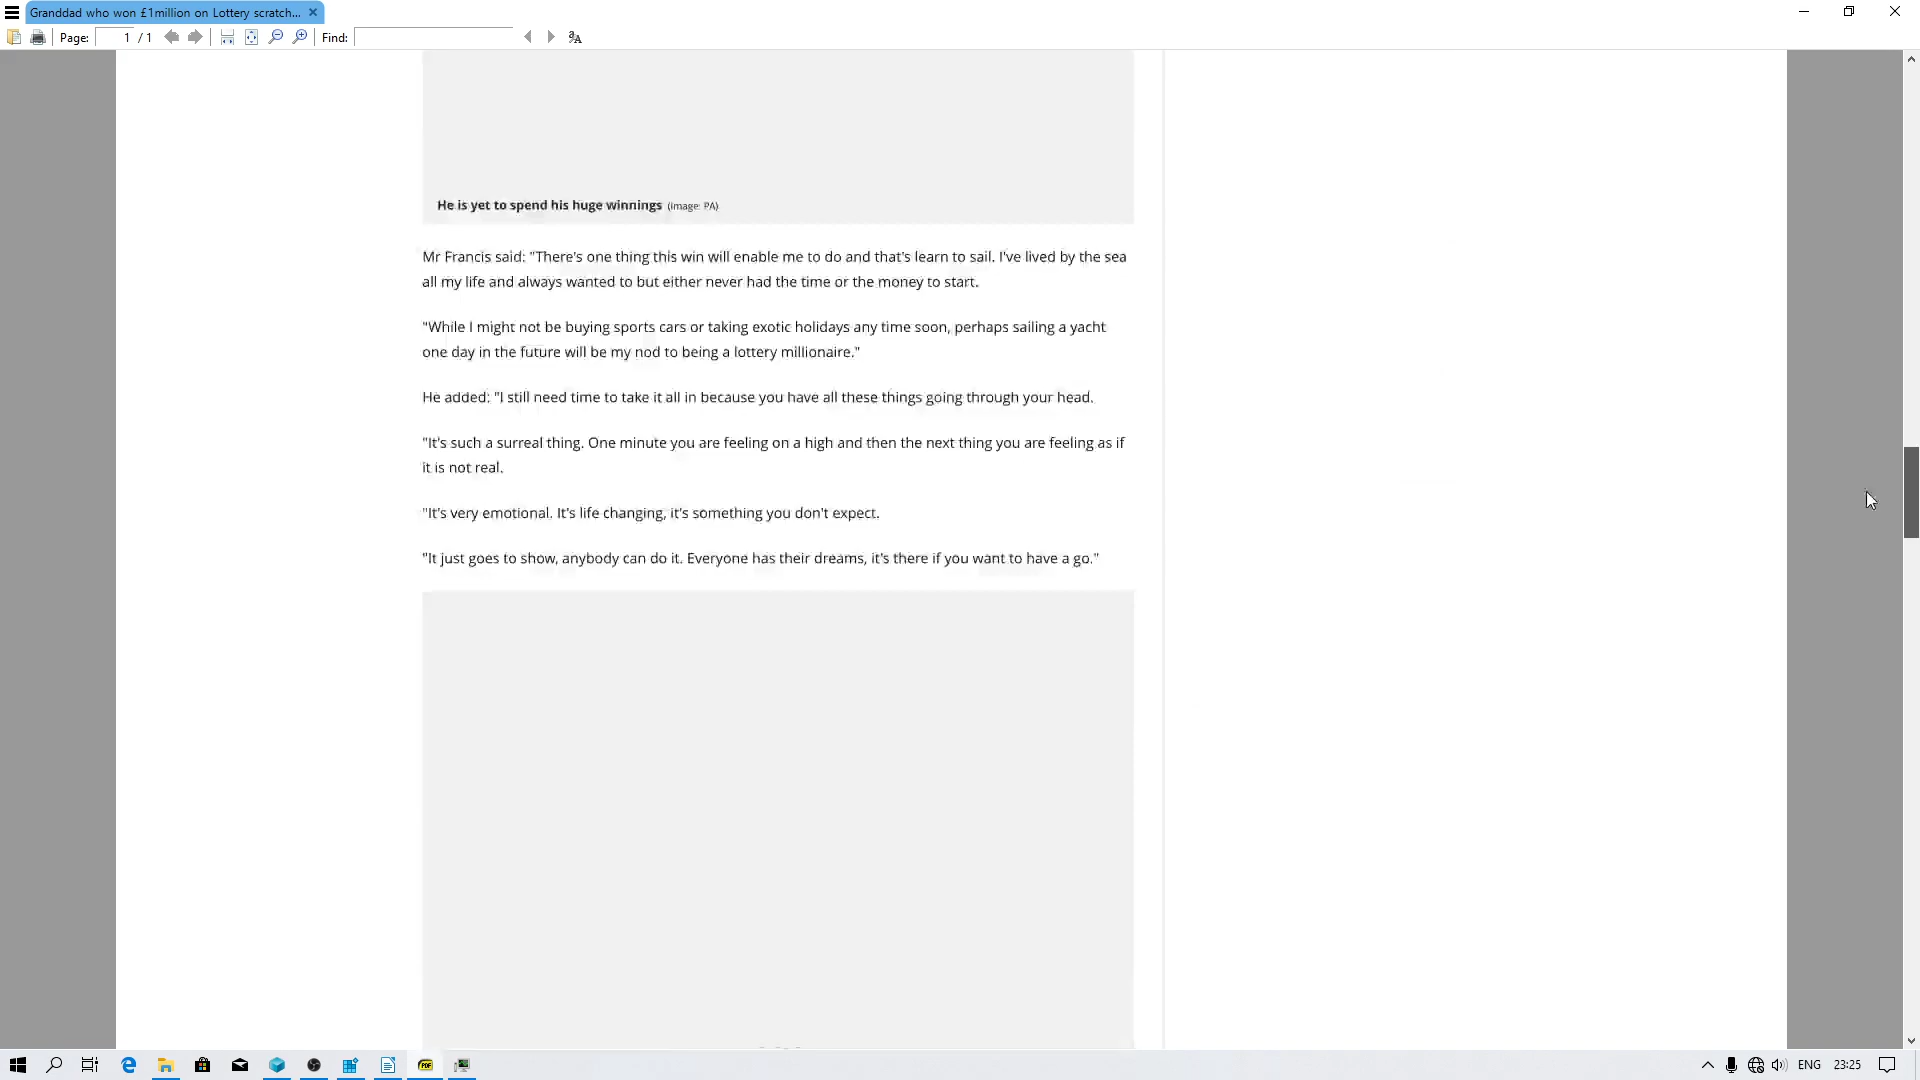 Granddad who won £1million on Lottery scratch...
Page: 1 / 1 Find:
He is yet to spend his huge winnings (Image: PA)
Mr Francis said: "There's one thing this win will enable me to do and that's learn to sail. I've lived by the sea
all my life and always wanted to but either never had the time or the money to start.
"While I might not be buying sports cars or taking exotic holidays any time soon, perhaps sailing a yacht
one day in the future will be my nod to being a lottery millionaire."
He added: "I still need time to take it all in because you have all these things going through your head.
"It's such a surreal thing. One minute you are feeling on a high and then the next thing you are feeling as if
it is not real.
"It's very emotional. It's life changing, it's something you don't expect.
"It just goes to show, anybody can do it. Everyone has their dreams, it's there if you want to have a go."
PDF
ENG 23:25